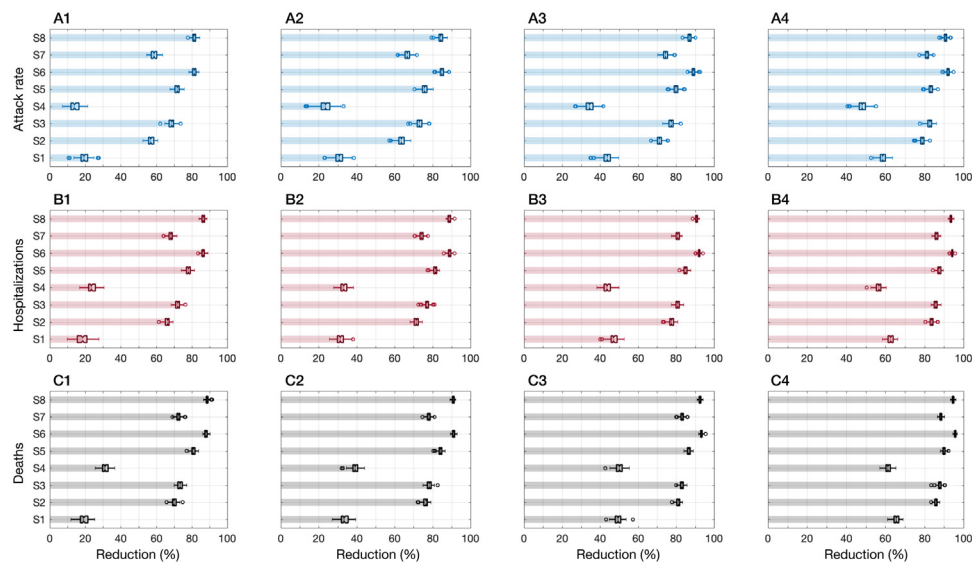 A1 A2 A3 A4
Attack rate
S8
S7
S6
S5
S4
S3
S2
S1
0 20 40 60 80 100 0 20 40 60 80 100 0 20 40 60 80 100 0 20 40 60 80 100
B1 B2 B3 B4
Hospitalizations
S8
S7
S6
S5
S4
S3
S2
S1
0 20 40 60 80 100 0 20 40 60 80 100 0 20 40 60 80 100 0 20 40 60 80 100
C1 C2 C3 C4
Deaths
S8
S7
S6
S5
S4
S3
S2
S1
0 20 40 60 80 100 0 20 40 60 80 100 0 20 40 60 80 100 0 20 40 60 80 100
Reduction (%) Reduction (%) Reduction (%) Reduction (%)